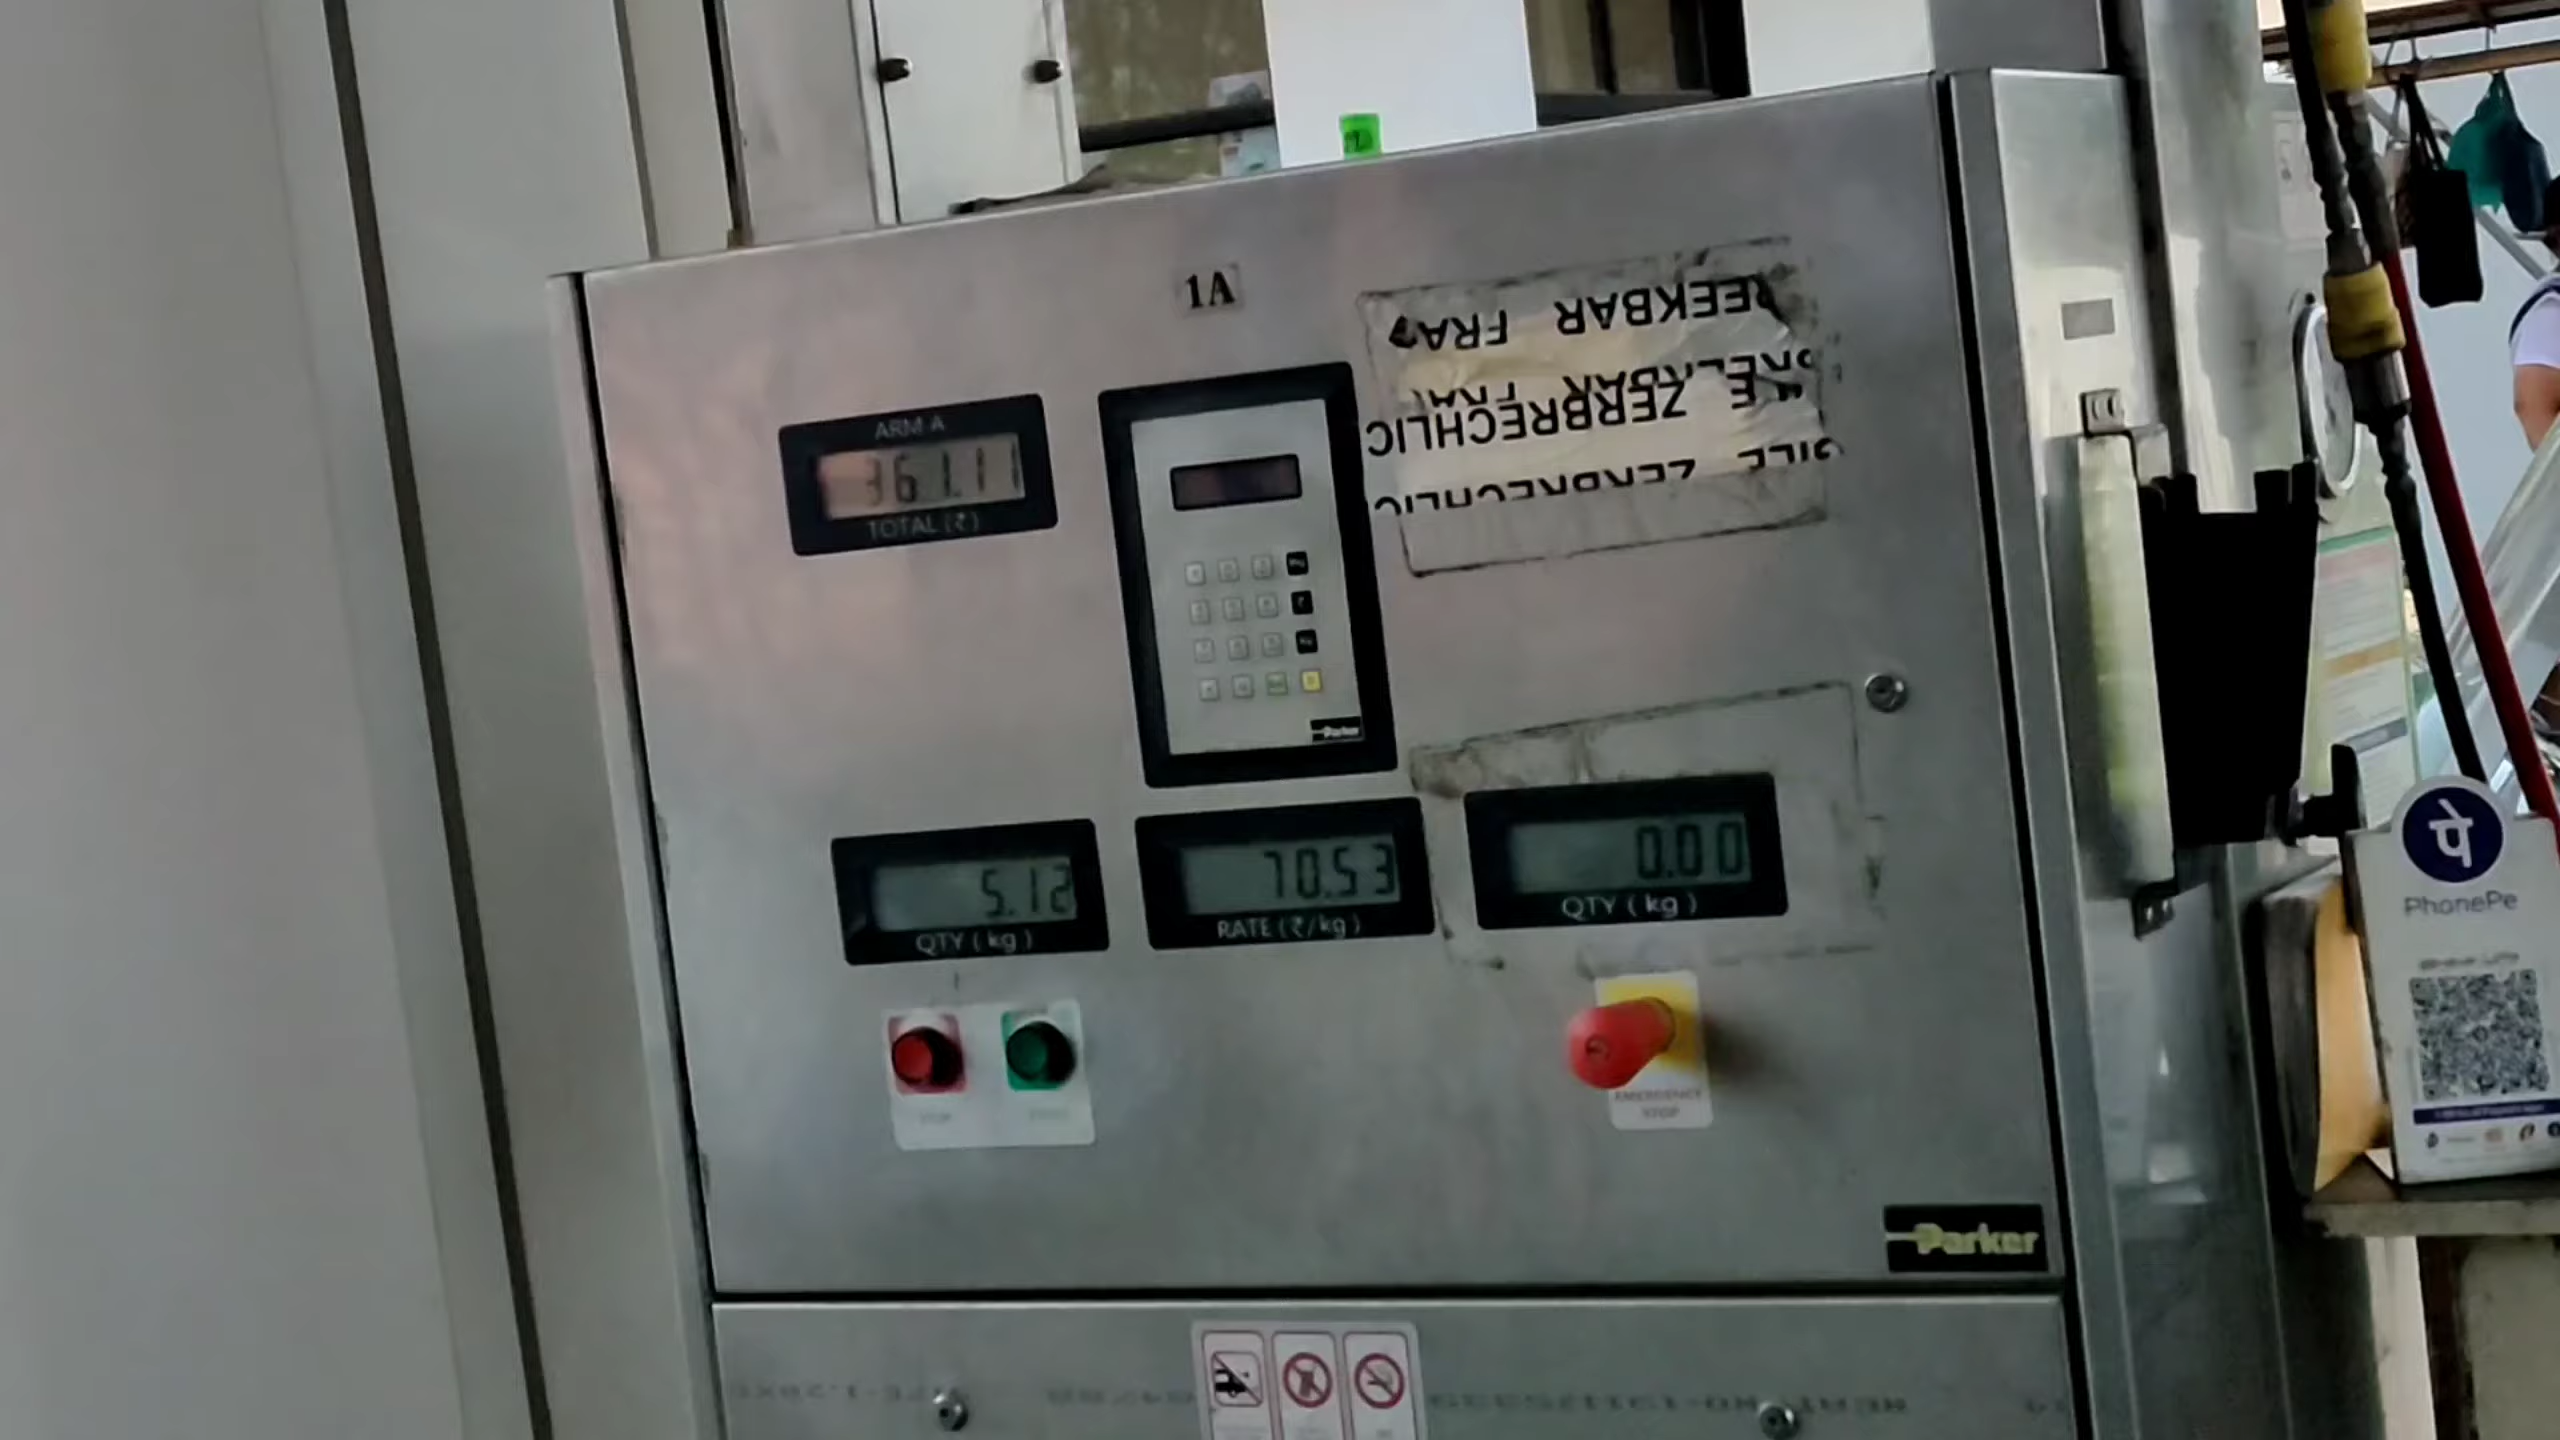 1A
ARM A
361.11
TOTAL (₹)
REEKBAR FRA
ZERBRECHLIC
Parker
5.12
QTY ( kg )
70.53
RATE (₹/kg)
0.00
QTY ( kg )
EMERGENCY
STOP
Parker
पे
PhonePe